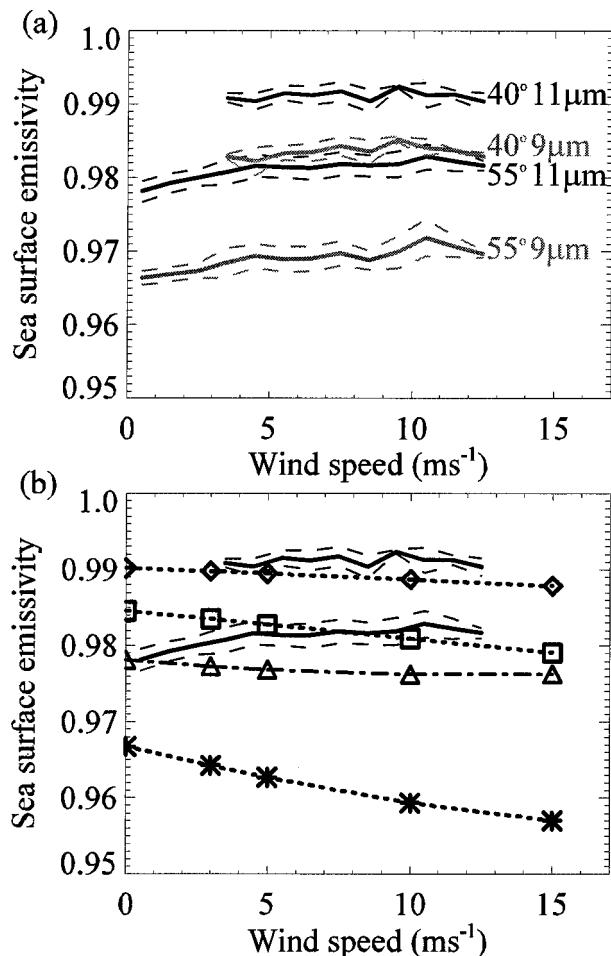 (a)
1.0
0.99
0.98
0.97
0.96
0.95
Sea surface emissivity
40° 11μm
40° 9μm
55° 11μm
55° 9μm
0 5 10 15
Wind speed (ms⁻¹)
(b)
1.0
0.99
0.98
0.97
0.96
0.95
Sea surface emissivity
0 5 10 15
Wind speed (ms⁻¹)